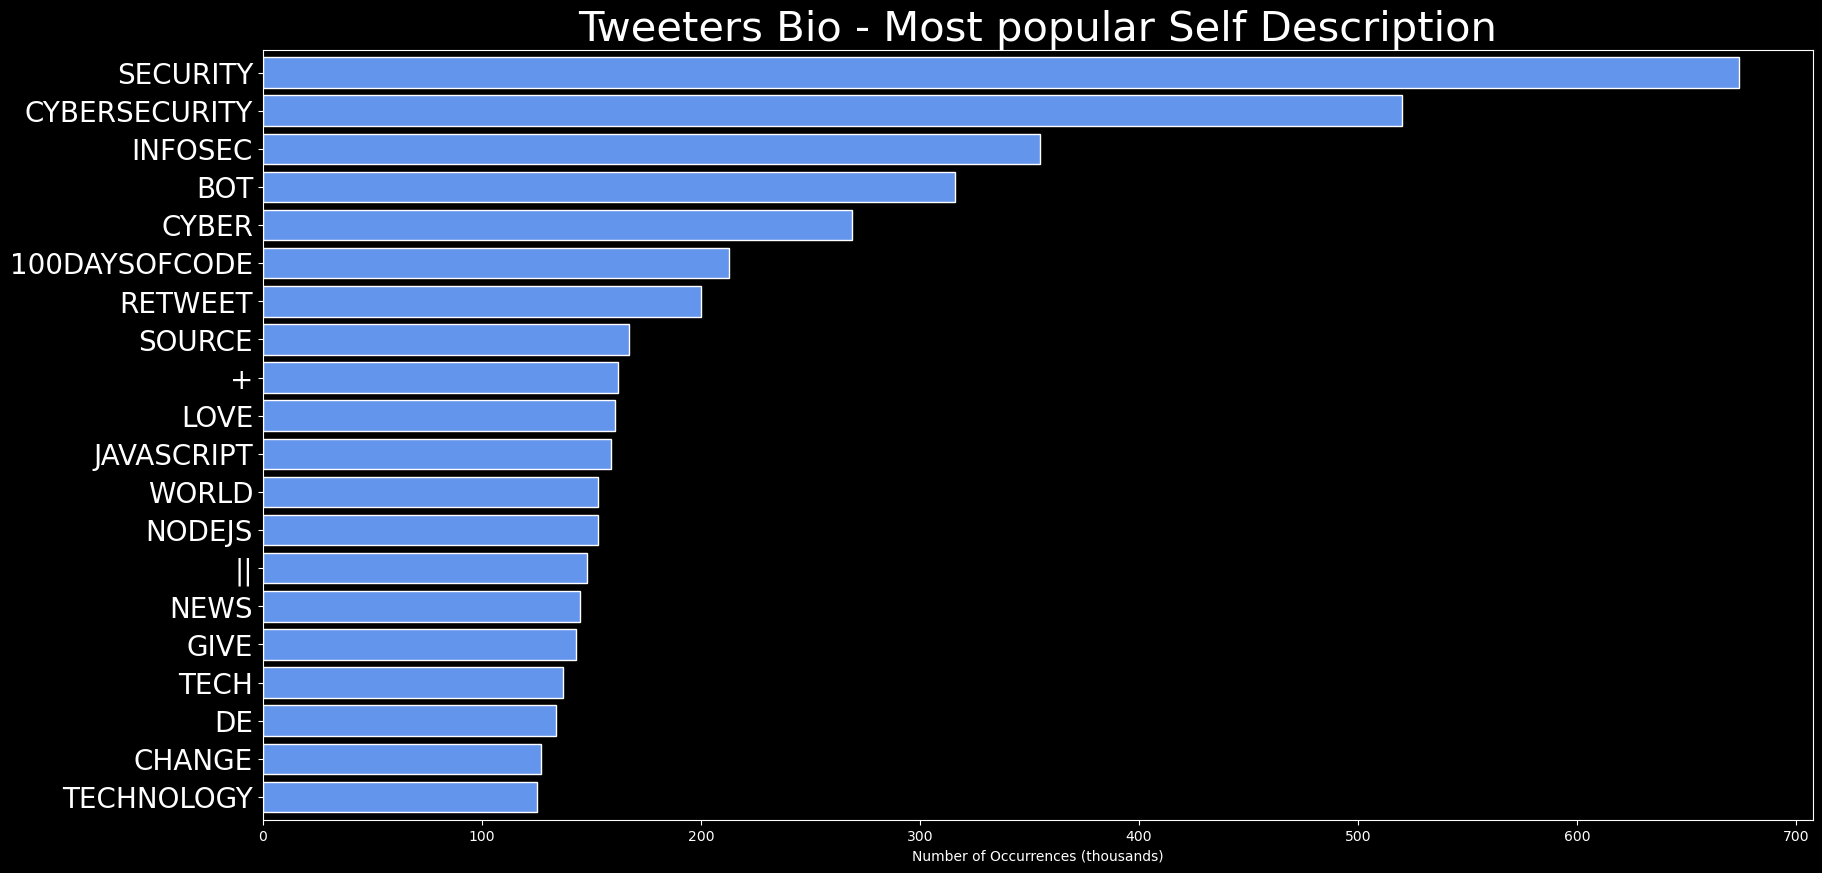 Tweeters Bio - Most popular Self Description
SECURITY
CYBERSECURITY
INFOSEC
BOT
CYBER
100DAYSOFCODE
RETWEET
SOURCE
+
LOVE
JAVASCRIPT
WORLD
NODEJS
||
NEWS
GIVE
TECH
DE
CHANGE
TECHNOLOGY
0 100 200 300 400 500 600 700
Number of Occurrences (thousands)